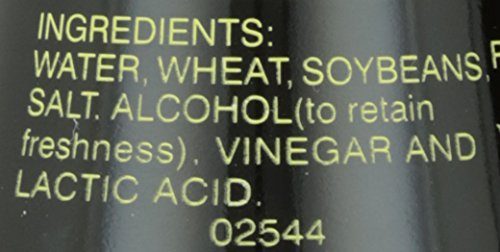 INGREDIENTS:
WATER, WHEAT, SOYBEANS,
SALT. ALCOHOL(to retain
freshness), VINEGAR AND
LACTIC ACID.
02544